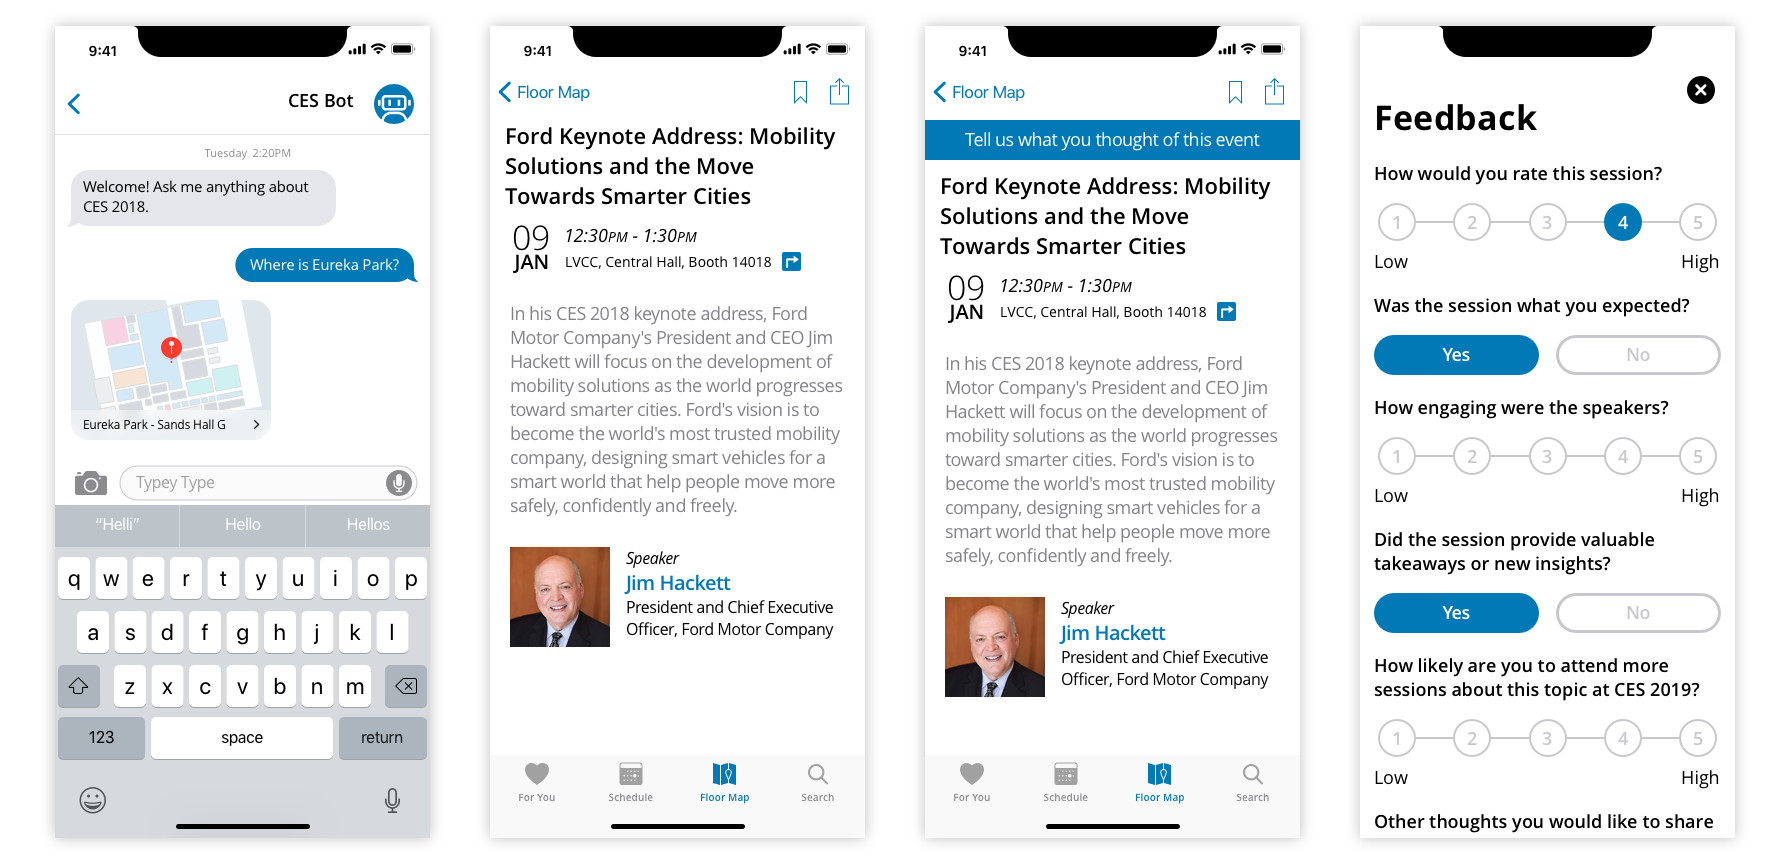 9:41
CES Bot
Tuesday 2:20PM
Welcome! Ask me anything about
CES 2018.
Where is Eureka Park?
Eureka Park - Sands Hall G
Typey Type
“Helli”
Hello
Hellos
q w e r t y u i o p
a s d f g h j k l
z x c v b n m
123
space
return
9:41
Floor Map
Ford Keynote Address: Mobility
Solutions and the Move
Towards Smarter Cities
09
JAN
12:30PM - 1:30PM
LVCC, Central Hall, Booth 14018
In his CES 2018 keynote address, Ford
Motor Company's President and CEO Jim
Hackett will focus on the development of
mobility solutions as the world progresses
toward smarter cities. Ford's vision is to
become the world's most trusted mobility
company, designing smart vehicles for a
smart world that help people move more
safely, confidently and freely.
Speaker
Jim Hackett
President and Chief Executive
Officer, Ford Motor Company
For You
Schedule
Floor Map
Search
9:41
Floor Map
Tell us what you thought of this event
Ford Keynote Address: Mobility
Solutions and the Move
Towards Smarter Cities
09
JAN
12:30PM - 1:30PM
LVCC, Central Hall, Booth 14018
In his CES 2018 keynote address, Ford
Motor Company's President and CEO Jim
Hackett will focus on the development of
mobility solutions as the world progresses
toward smarter cities. Ford's vision is to
become the world's most trusted mobility
company, designing smart vehicles for a
smart world that help people move more
safely, confidently and freely.
Speaker
Jim Hackett
President and Chief Executive
Officer, Ford Motor Company
For You
Schedule
Floor Map
Search
Feedback
How would you rate this session?
1 2 3 4 5
Low High
Was the session what you expected?
Yes No
How engaging were the speakers?
1 2 3 4 5
Low High
Did the session provide valuable
takeaways or new insights?
Yes No
How likely are you to attend more
sessions about this topic at CES 2019?
1 2 3 4 5
Low High
Other thoughts you would like to share